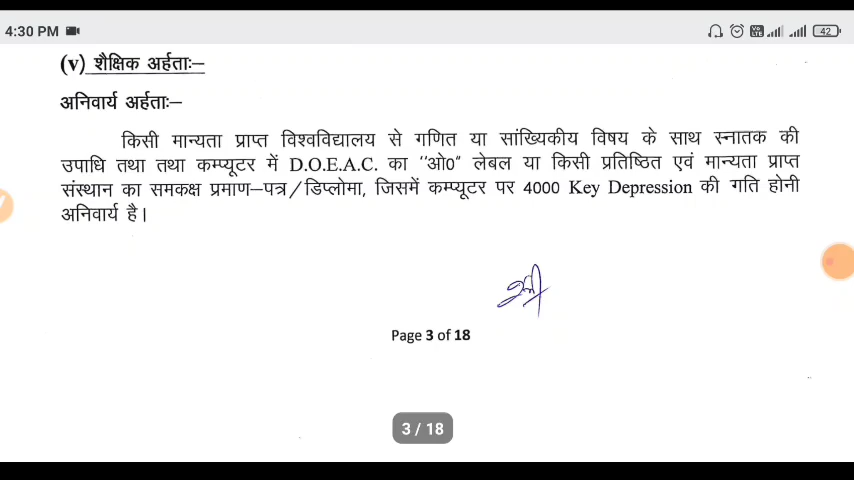 4:30 PM
42
(v) शैक्षिक अर्हताः–
अनिवार्य अर्हताः–
किसी मान्यता प्राप्त विश्वविद्यालय से गणित या सांख्यिकीय विषय के साथ स्नातक की
उपाधि तथा तथा कम्प्यूटर में D.O.E.A.C. का "ओ0" लेबल या किसी प्रतिष्ठित एवं मान्यता प्राप्त
संस्थान का समकक्ष प्रमाण–पत्र/डिप्लोमा, जिसमें कम्प्यूटर पर 4000 Key Depression की गति होनी
अनिवार्य है।
Page 3 of 18
3 / 18